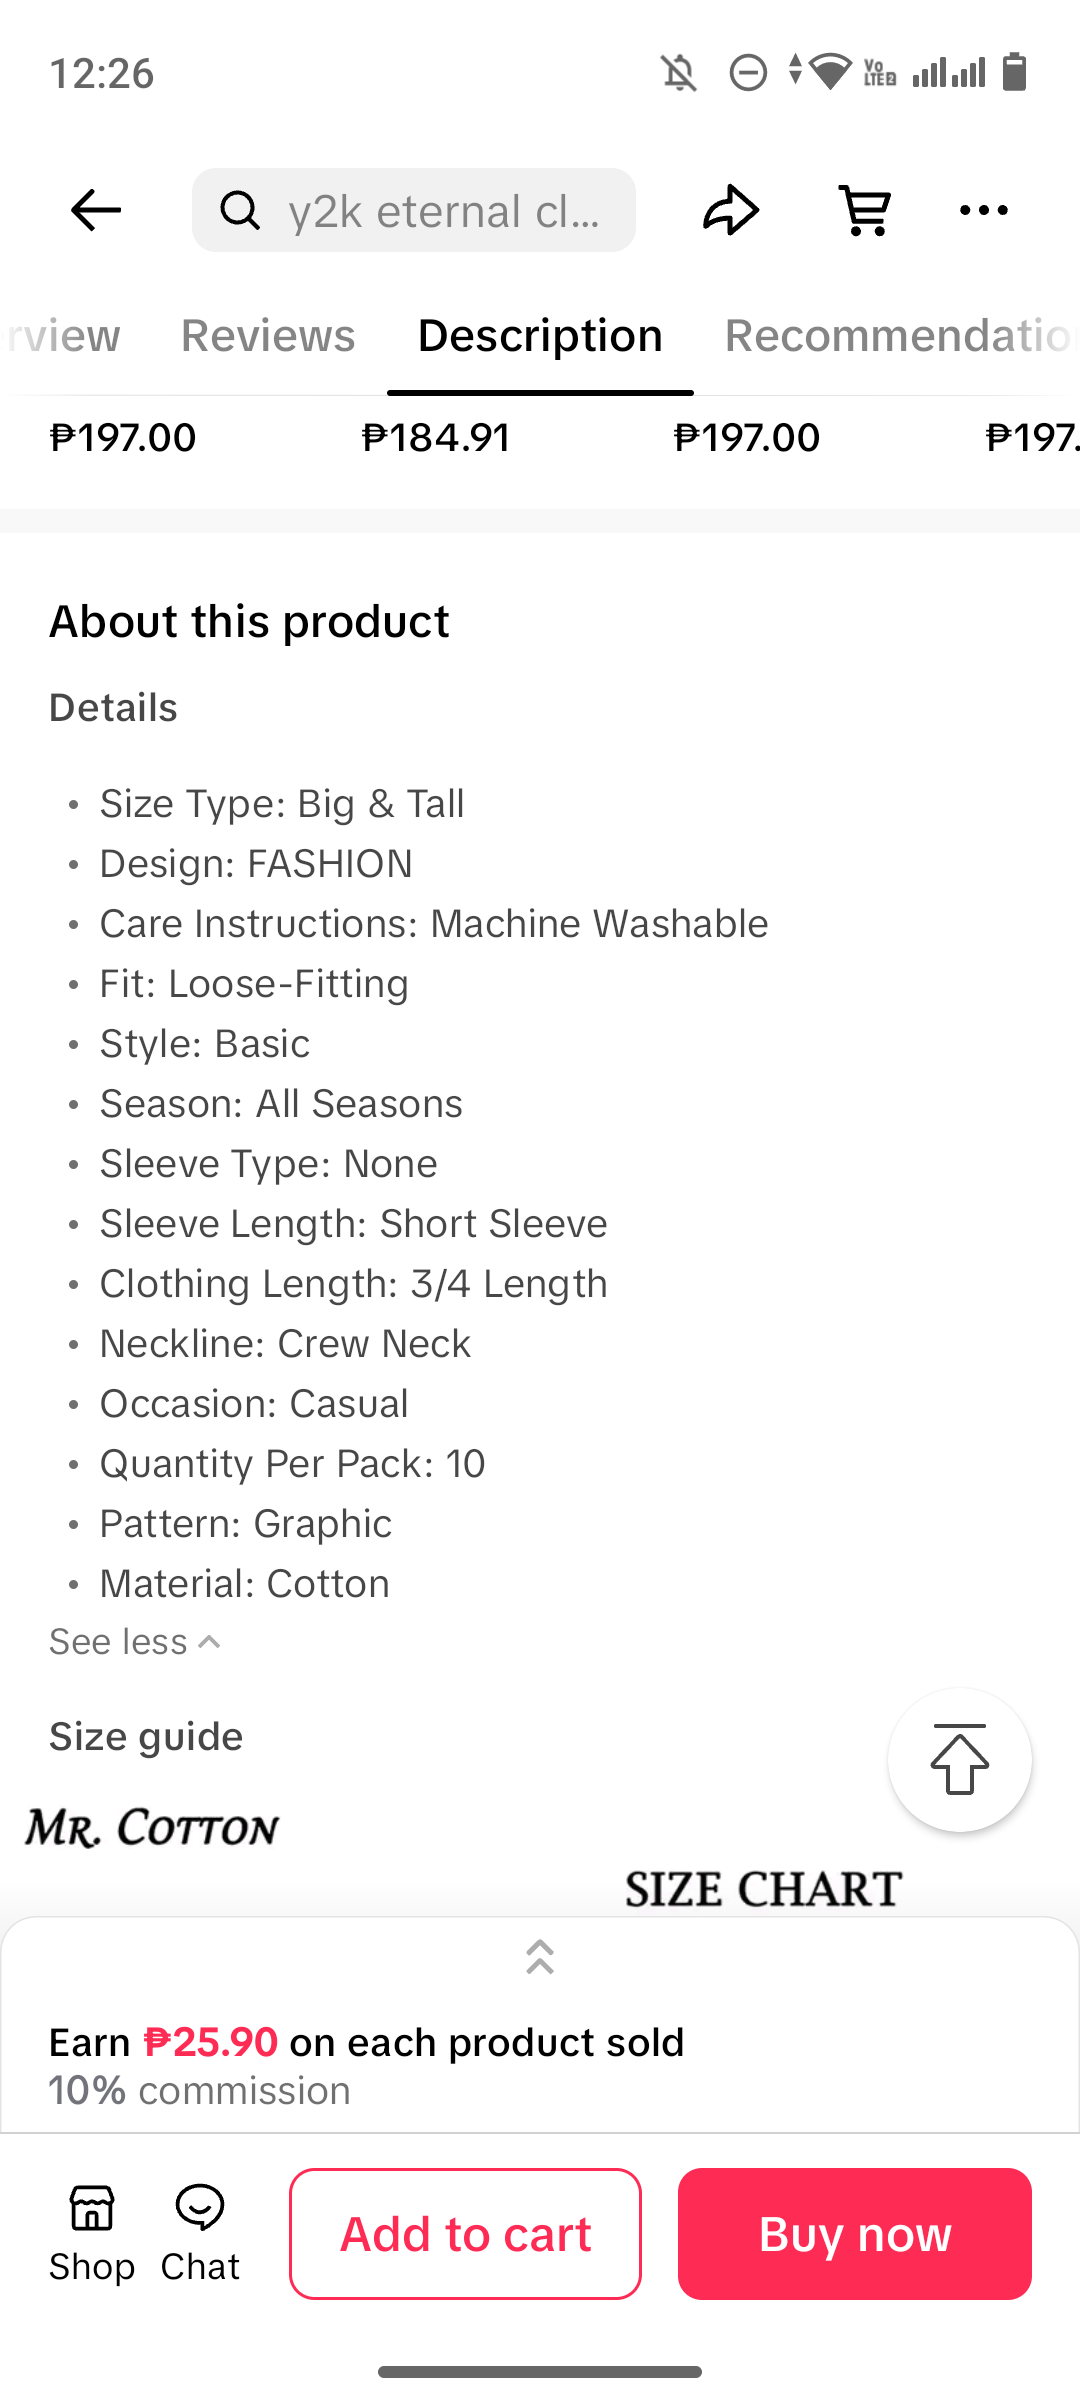 12:26
Vo
LTE2
y2k eternal cl...
rview Reviews Description Recommendatio
₱197.00 ₱184.91 ₱197.00 ₱197.
About this product
Details
• Size Type: Big & Tall
• Design: FASHION
• Care Instructions: Machine Washable
• Fit: Loose-Fitting
• Style: Basic
• Season: All Seasons
• Sleeve Type: None
• Sleeve Length: Short Sleeve
• Clothing Length: 3/4 Length
• Neckline: Crew Neck
• Occasion: Casual
• Quantity Per Pack: 10
• Pattern: Graphic
• Material: Cotton
See less
Size guide
MR. COTTON
SIZE CHART
Earn ₱25.90 on each product sold
10% commission
Shop Chat Add to cart Buy now